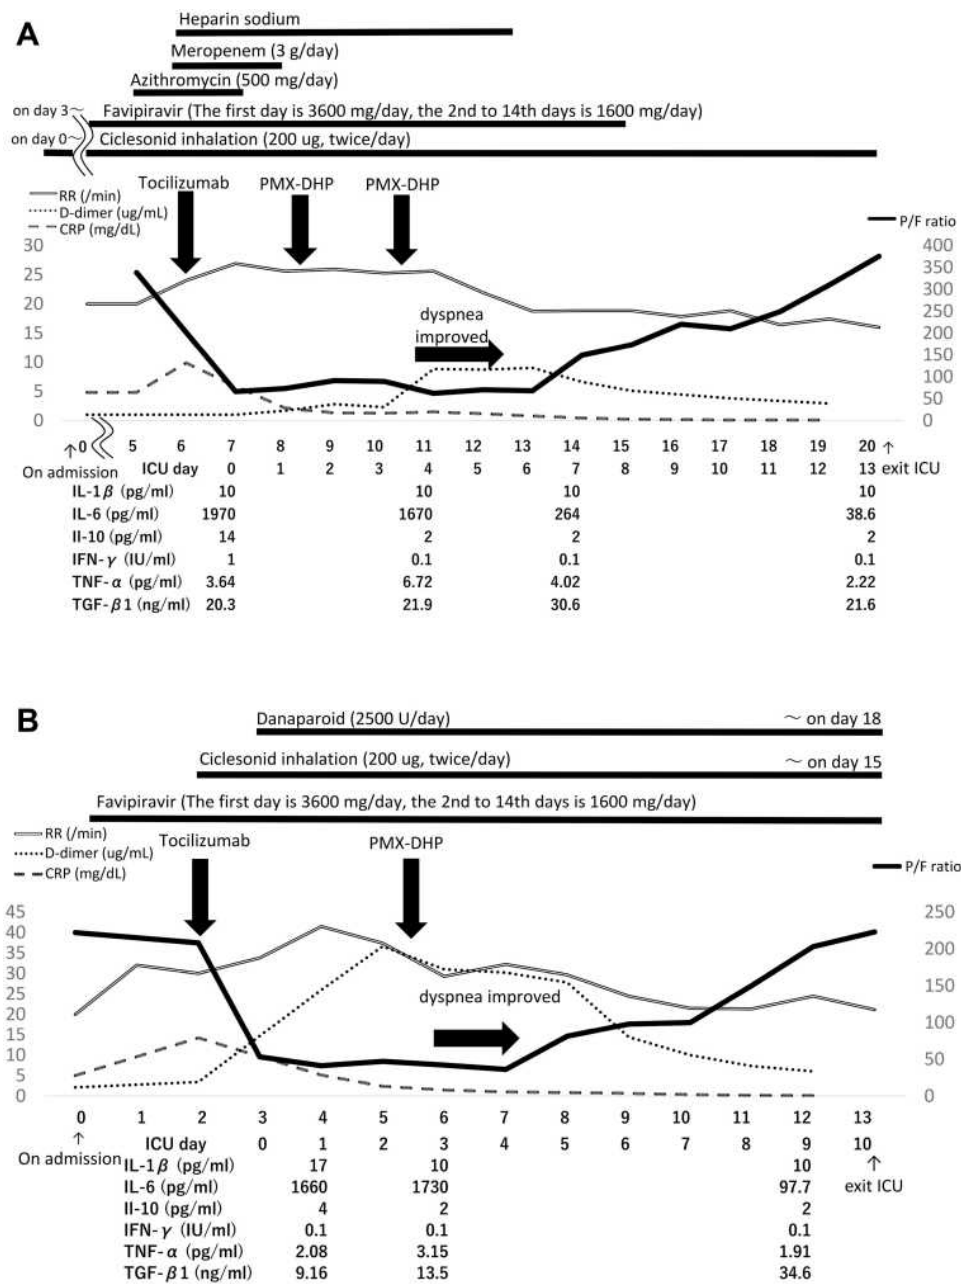 A
Heparin sodium
Meropenem (3 g/day)
Azithromycin (500 mg/day)
on day 3~ Favipiravir (The first day is 3600 mg/day, the 2nd to 14th days is 1600 mg/day)
on day 0~ Ciclesonid inhalation (200 ug, twice/day)
Tocilizumab PMX-DHP PMX-DHP
RR (/min)
D-dimer (ug/mL)
CRP (mg/dL)
P/F ratio
30 400
25 350
20 300
15 250
10 200
5 150
0 100
50
0
dyspnea
improved
0 5 6 7 8 9 10 11 12 13 14 15 16 17 18 19 20
On admission ICU day 0 1 2 3 4 5 6 7 8 9 10 11 12 13 exit ICU
IL-1β (pg/ml) 10 10 10 10
IL-6 (pg/ml) 1970 1670 264 38.6
Il-10 (pg/ml) 14 2 2 2
IFN-γ (IU/ml) 1 0.1 0.1 0.1
TNF-α (pg/ml) 3.64 6.72 4.02 2.22
TGF-β1 (ng/ml) 20.3 21.9 30.6 21.6
B
Danaparoid (2500 U/day) ~ on day 18
Ciclesonid inhalation (200 ug, twice/day) ~ on day 15
Favipiravir (The first day is 3600 mg/day, the 2nd to 14th days is 1600 mg/day)
Tocilizumab PMX-DHP
RR (/min)
D-dimer (ug/mL)
CRP (mg/dL)
P/F ratio
45 250
40
35 200
30
25 150
20
15 100
10
5 50
0 0
dyspnea improved
0 1 2 3 4 5 6 7 8 9 10 11 12 13
On admission ICU day 0 1 2 3 4 5 6 7 8 9 10
exit ICU
IL-1β (pg/ml) 17 10 10
IL-6 (pg/ml) 1660 1730 97.7
Il-10 (pg/ml) 4 2 2
IFN-γ (IU/ml) 0.1 0.1 0.1
TNF-α (pg/ml) 2.08 3.15 1.91
TGF-β1 (ng/ml) 9.16 13.5 34.6